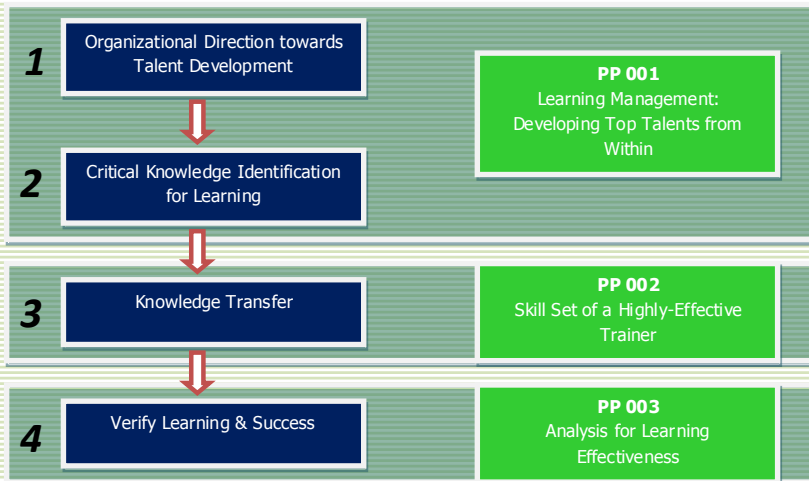 1
Organizational Direction towards
Talent Development
PP 001
Learning Management:
Developing Top Talents from
Within
2
Critical Knowledge Identification
for Learning
3
Knowledge Transfer
PP 002
Skill Set of a Highly-Effective
Trainer
4
Verify Learning & Success
PP 003
Analysis for Learning
Effectiveness